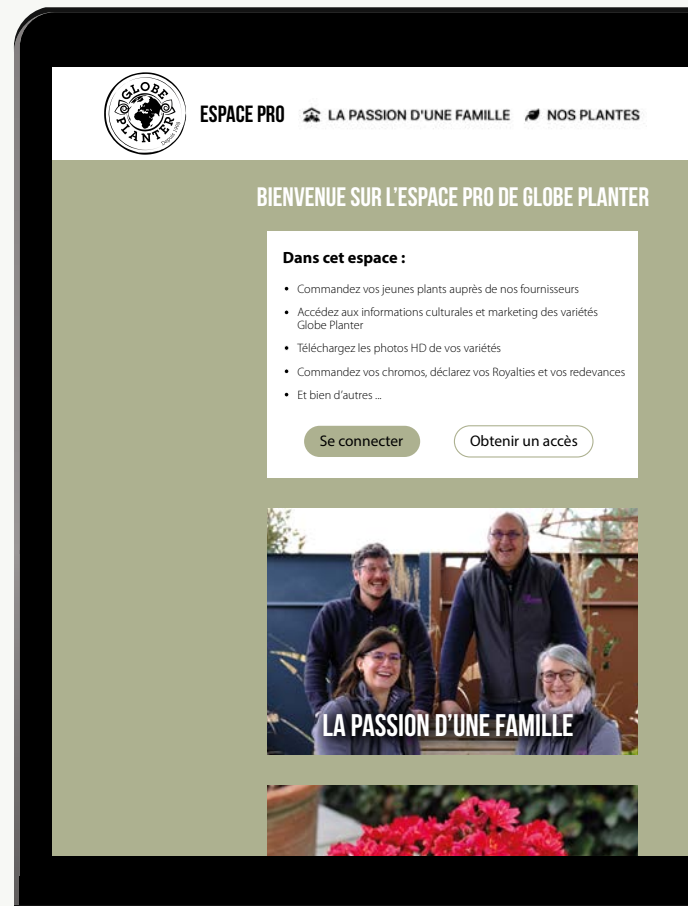 GLOBE
PLANTER
ESPACE PRO
LA PASSION D'UNE FAMILLE
NOS PLANTES
BIENVENUE SUR L'ESPACE PRO DE GLOBE PLANTER
Dans cet espace :
• Commandez vos jeunes plants auprès de nos fournisseurs
• Accédez aux informations culturales et marketing des variétés
Globe Planter
• Téléchargez les photos HD de vos variétés
• Commandez vos chromos, déclarez vos Royalties et vos redevances
• Et bien d'autres ...
Se connecter
Obtenir un accès
LA PASSION D'UNE FAMILLE